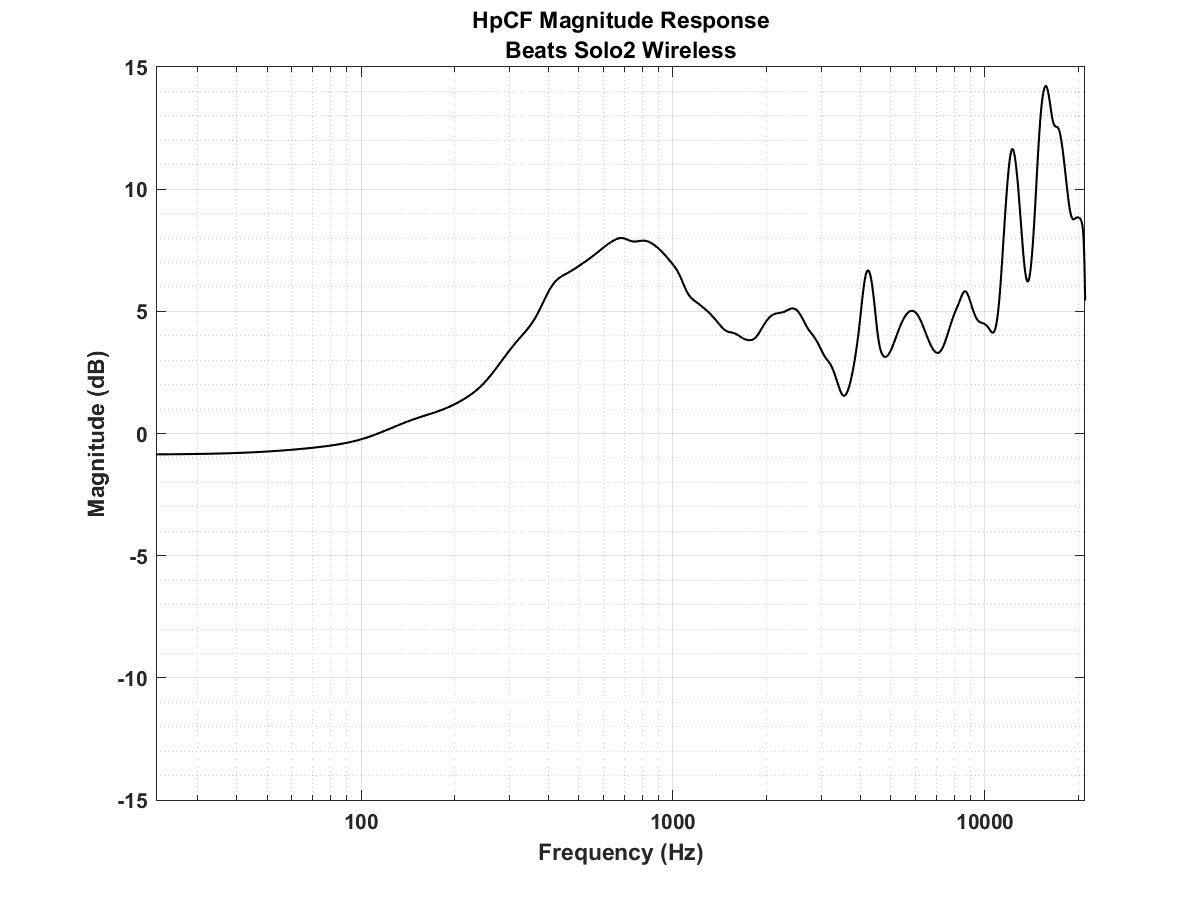 HpCF Magnitude Response
Beats Solo2 Wireless
15
10
5
0
-5
-10
-15
Magnitude (dB)
100 1000 10000
Frequency (Hz)